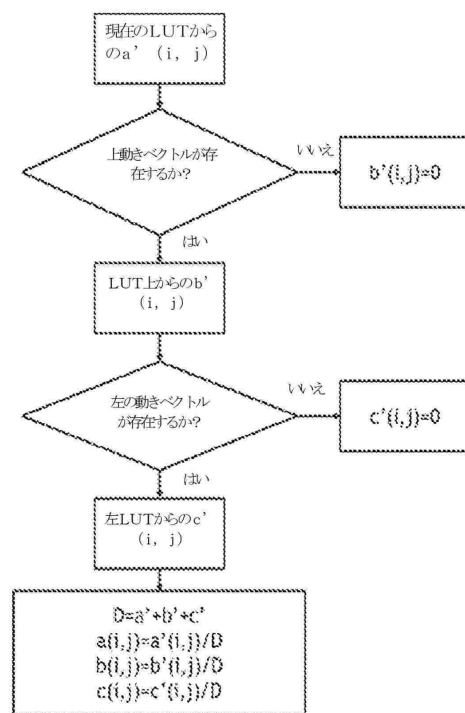 現在のLUTから
のa' (i, j)
上動きベクトルが存
在するか?
いいえ
b'(i,j)=0
はい
LUT上からのb'
(i, j)
左の動きベクトル
が存在するか?
いいえ
c'(i,j)=0
はい
左LUTからのc'
(i, j)
D=a'+b'+c'
a(i,j)=a'(i,j)/D
b(i,j)=b'(i,j)/D
c(i,j)=c'(i,j)/D